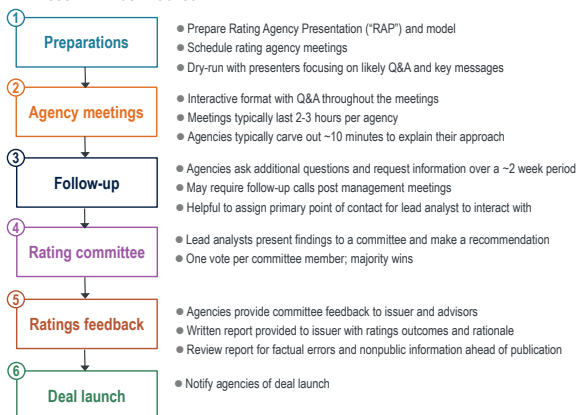 1
Preparations
● Prepare Rating Agency Presentation (“RAP”) and model
● Schedule rating agency meetings
● Dry-run with presenters focusing on likely Q&A and key messages
2
Agency meetings
● Interactive format with Q&A throughout the meetings
● Meetings typically last 2-3 hours per agency
● Agencies typically carve out ~10 minutes to explain their approach
3
Follow-up
● Agencies ask additional questions and request information over a ~2 week period
● May require follow-up calls post management meetings
● Helpful to assign primary point of contact for lead analyst to interact with
4
Rating committee
● Lead analysts present findings to a committee and make a recommendation
● One vote per committee member; majority wins
5
Ratings feedback
● Agencies provide committee feedback to issuer and advisors
● Written report provided to issuer with ratings outcomes and rationale
● Review report for factual errors and nonpublic information ahead of publication
6
Deal launch
● Notify agencies of deal launch